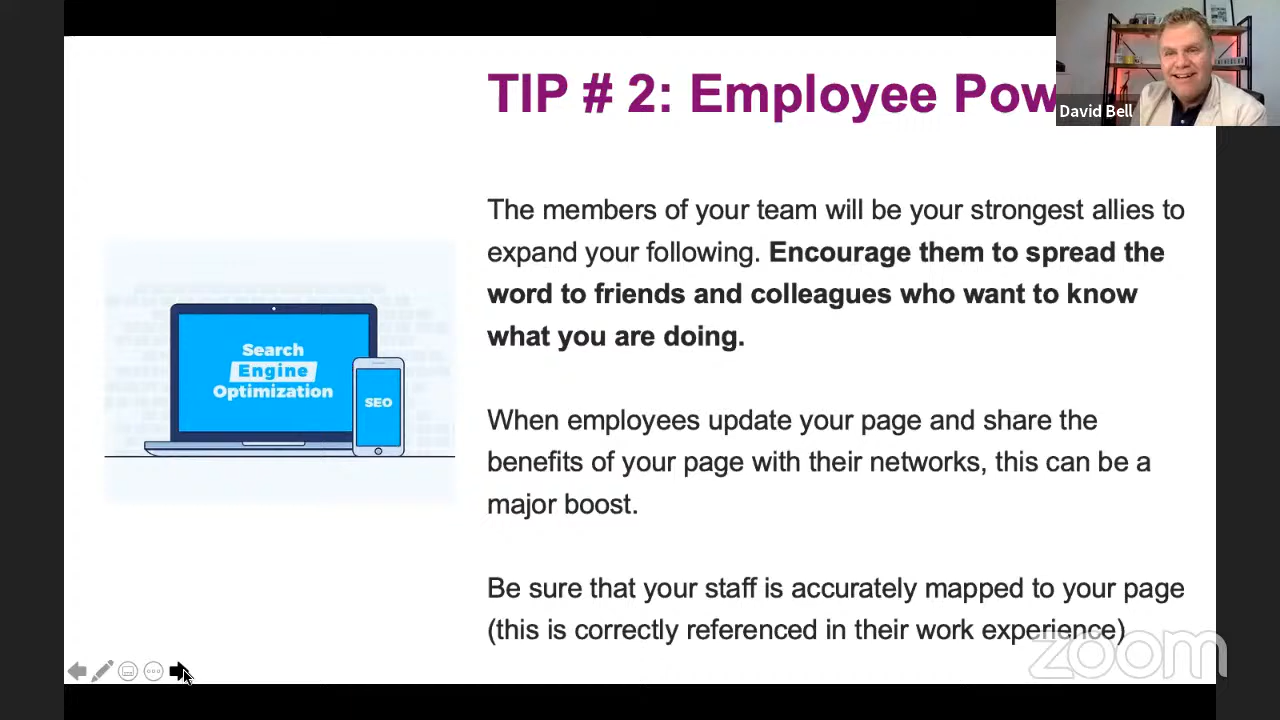 TIP # 2: Employee Pow
David Bell
The members of your team will be your strongest allies to
expand your following. Encourage them to spread the
word to friends and colleagues who want to know
what you are doing.
Search
Engine
Optimization
SEO
When employees update your page and share the
benefits of your page with their networks, this can be a
major boost.
Be sure that your staff is accurately mapped to your page
(this is correctly referenced in their work experience)
zoom